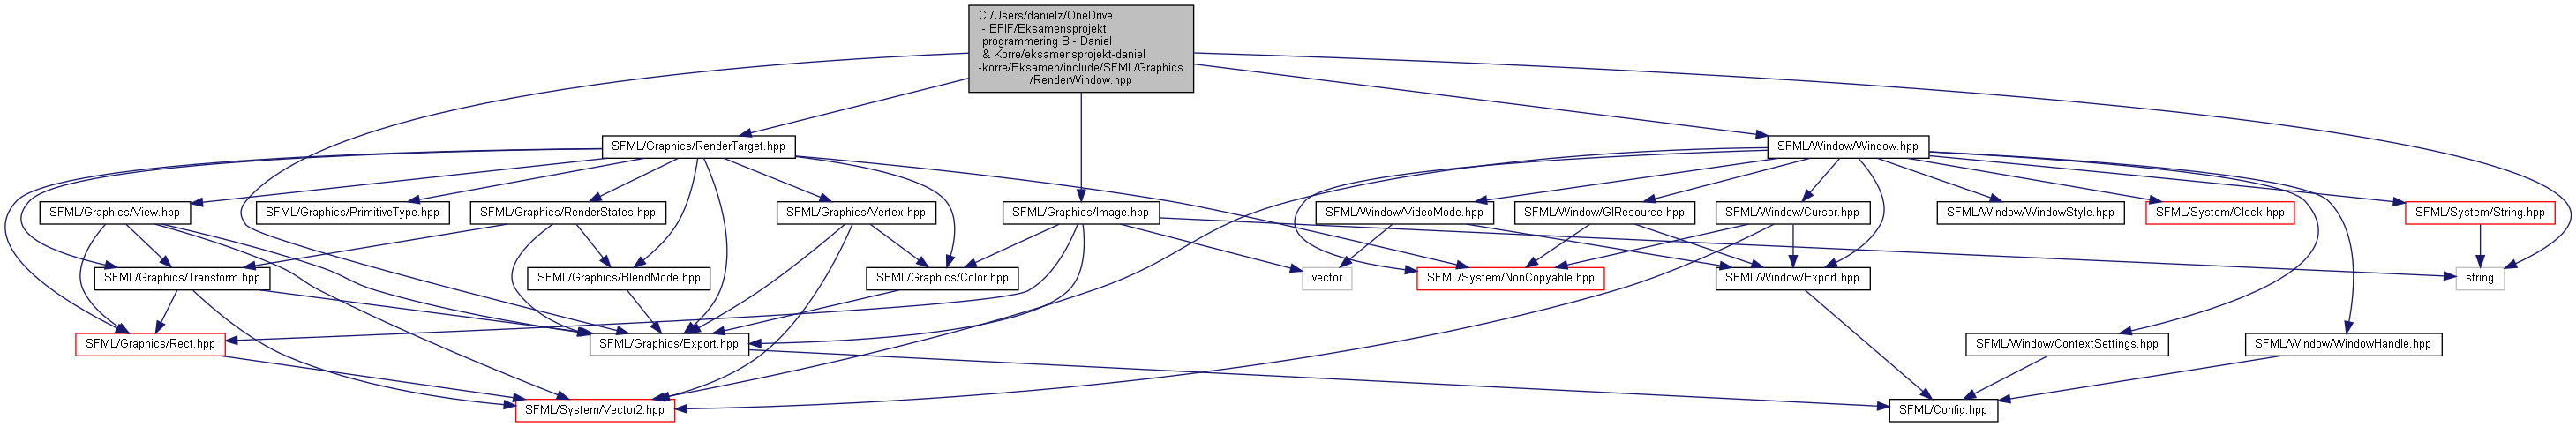 C:/Users/danielz/OneDrive
- EFIF/Eksamensprojekt
programmering B - Daniel
& Korre/eksamensprojekt-daniel
-korre/Eksamen/include/SFML/Graphics
/RenderWindow.hpp
SFML/Graphics/RenderTarget.hpp
SFML/Window/Window.hpp
SFML/Graphics/View.hpp
SFML/Graphics/PrimitiveType.hpp
SFML/Graphics/RenderStates.hpp
SFML/Graphics/Vertex.hpp
SFML/Graphics/Image.hpp
SFML/Window/VideoMode.hpp
SFML/Window/GlResource.hpp
SFML/Window/Cursor.hpp
SFML/Window/WindowStyle.hpp
SFML/System/Clock.hpp
SFML/System/String.hpp
SFML/Graphics/Transform.hpp
SFML/Graphics/BlendMode.hpp
SFML/Graphics/Color.hpp
vector
SFML/System/NonCopyable.hpp
SFML/Window/Export.hpp
string
SFML/Graphics/Rect.hpp
SFML/Graphics/Export.hpp
SFML/Window/ContextSettings.hpp
SFML/Window/WindowHandle.hpp
SFML/System/Vector2.hpp
SFML/Config.hpp